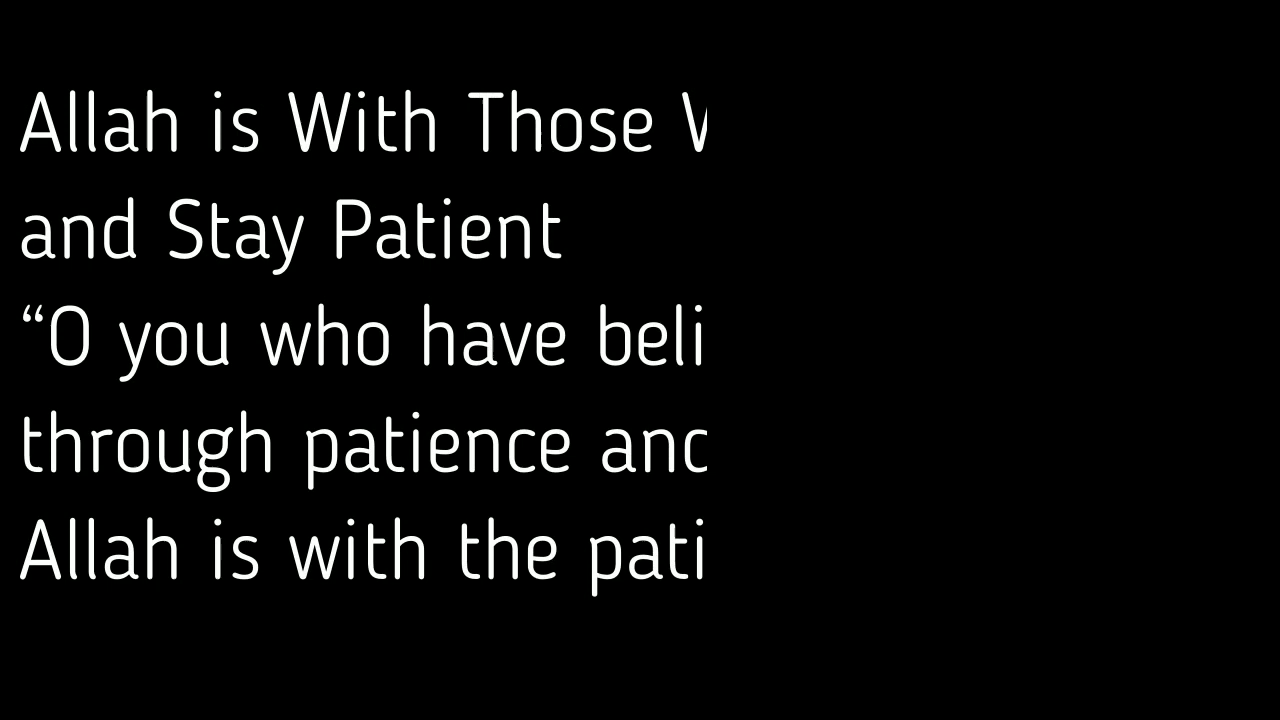 Allah is With Those
and Stay Patient
“O you who have
through patience
Allah is with the